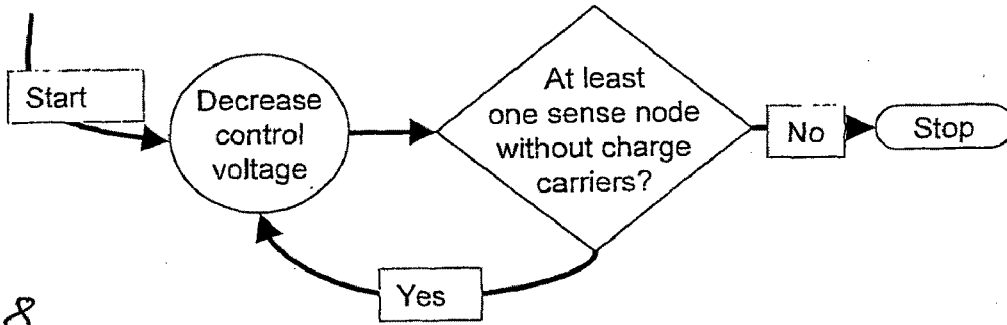 Start
Decrease
control
voltage
At least
one sense node
without charge
carriers?
No
Stop
Yes
8